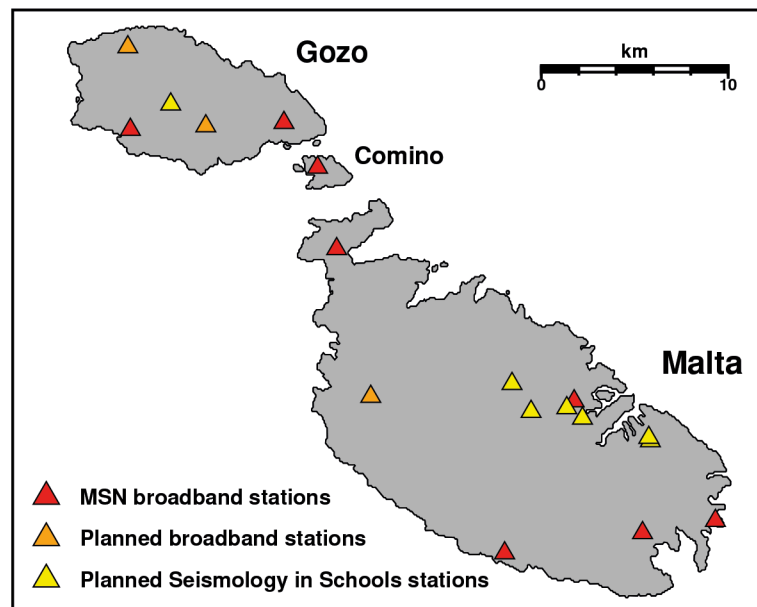 Gozo
km
0 10
Comino
Malta
MSN broadband stations
Planned broadband stations
Planned Seismology in Schools stations